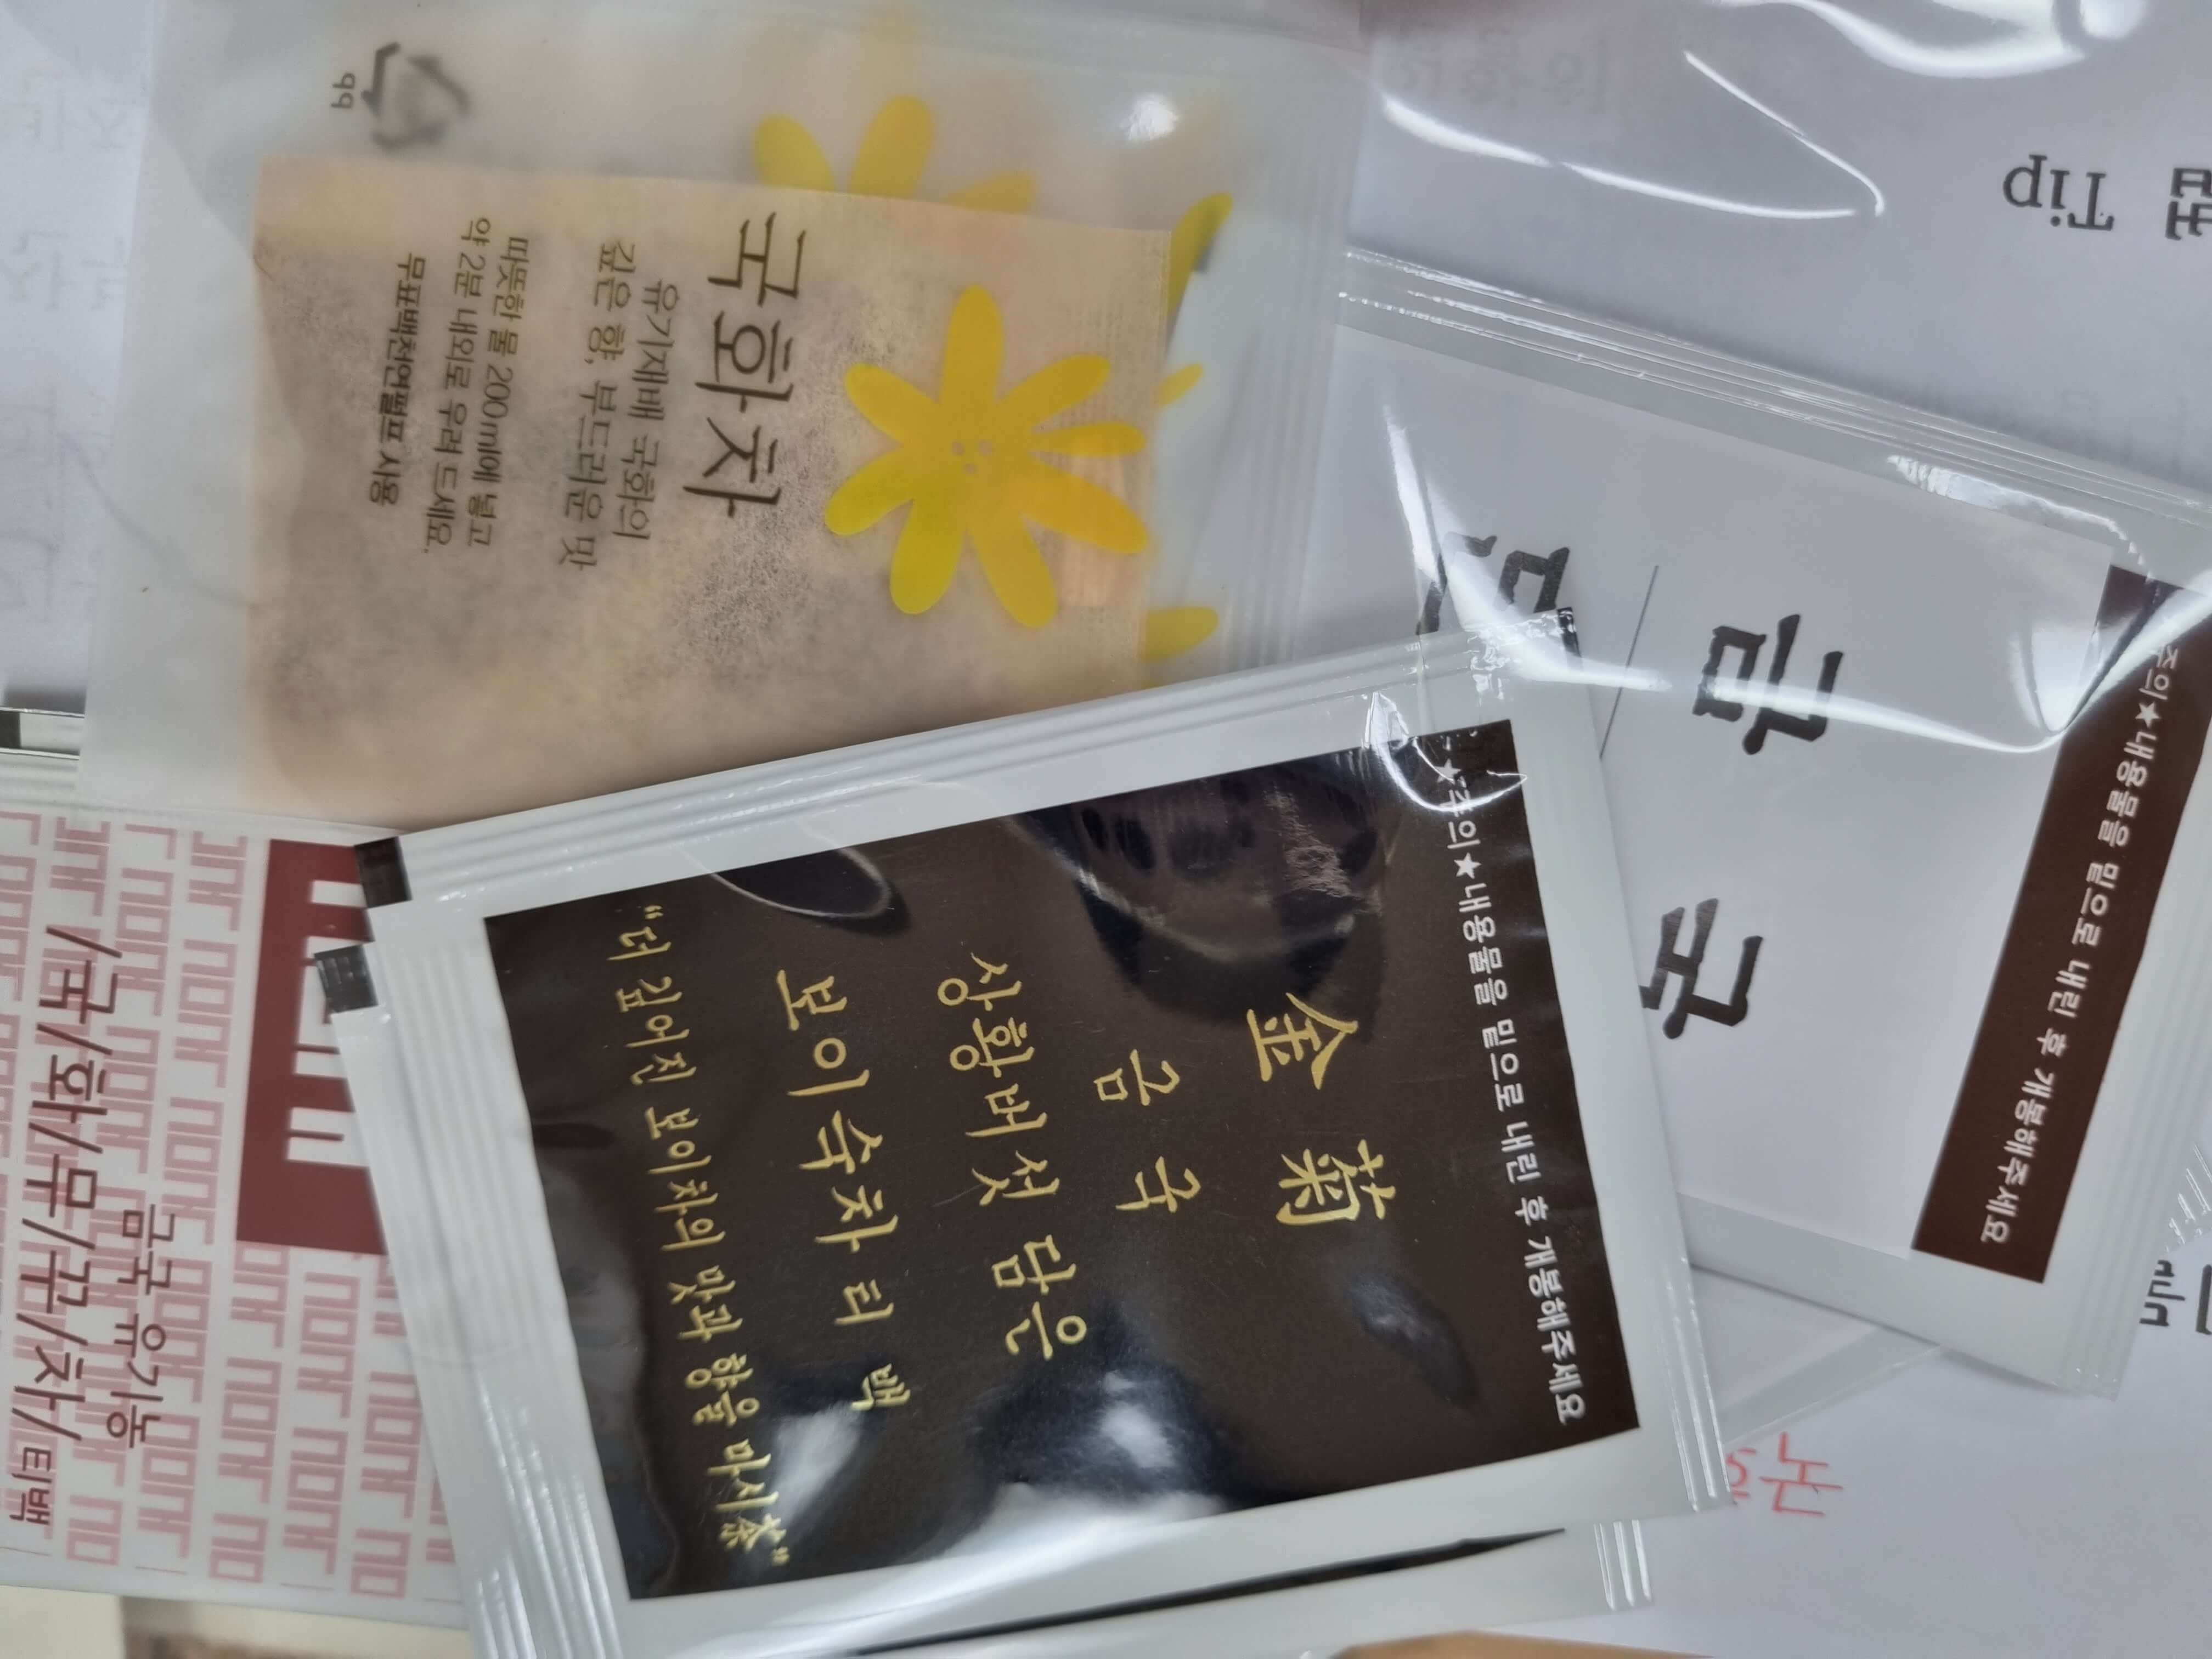 국화차
유기재배 국화의
깊은 향, 부드러운 맛
따뜻한 물 200ml에 넣고
약 2분 내외로 우려 드세요.
무표백천연펄프 사용
Tip
금
국
주의★내용물을 밑으로 내린 후 개봉해주세요
★주의★내용물을 밑으로 내린 후 개봉해주세요
金菊
금국
상황버섯 담은
보이숙차 티백
“더 깊어진 보이차의 맛과 향을 마시茶”
금국 유기농
/국/화/무/꾸/차/티백